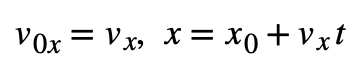 v₀ₓ = vₓ, x = x₀ + vₓt